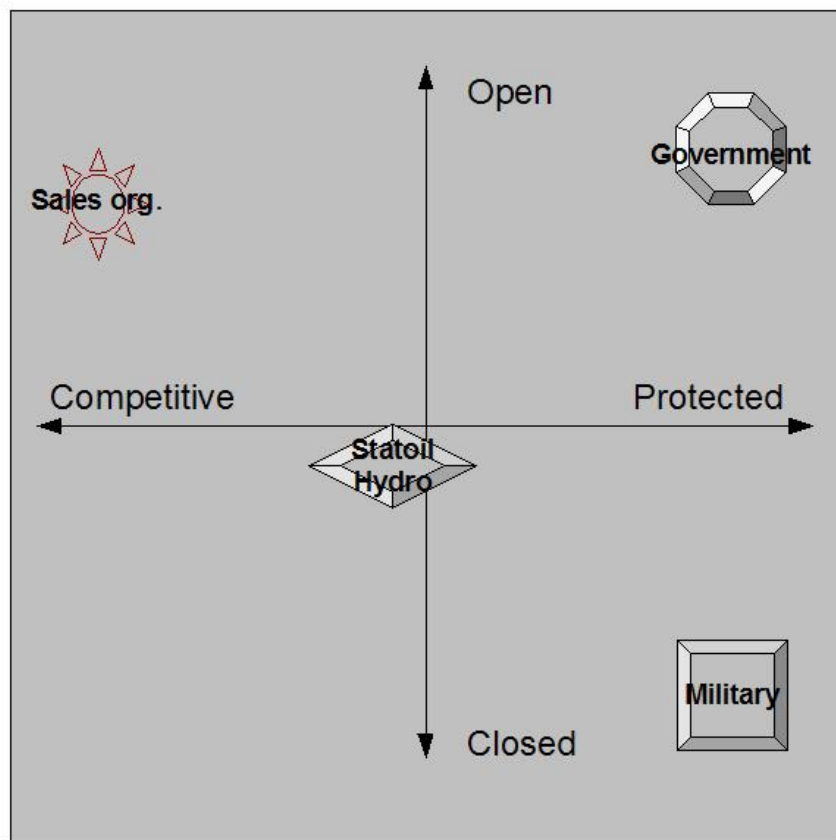 Open
Government
Sales org.
Competitive
Protected
Statoil
Hydro
Military
Closed